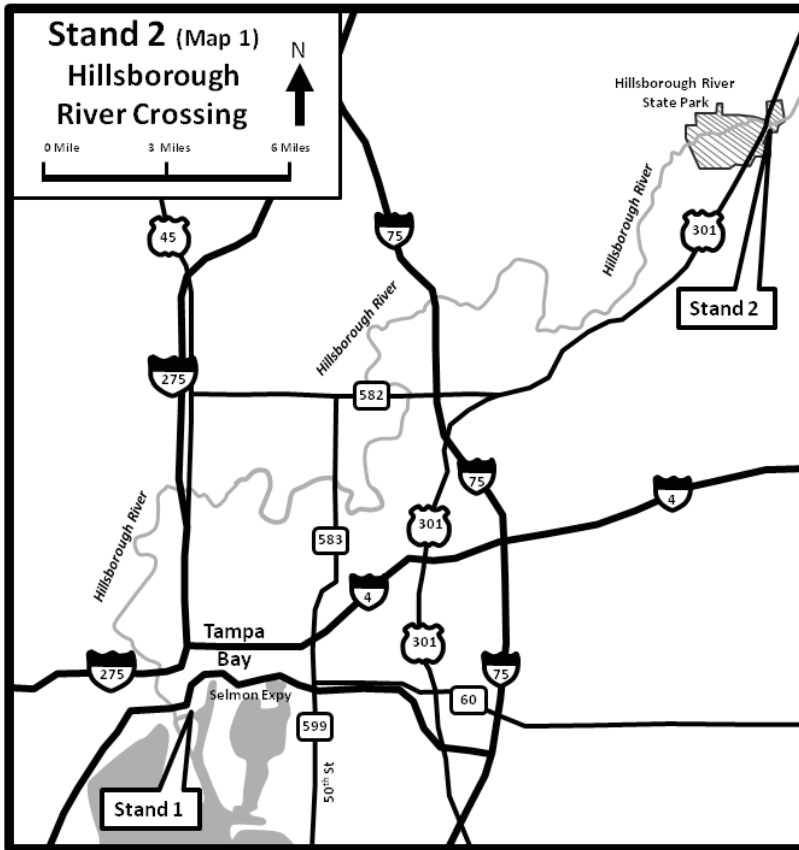 Stand 2 (Map 1)
Hillsborough
River Crossing
N
0 Mile
3 Miles
6 Miles
Hillsborough River
State Park
45
75
301
Hillsborough River
Stand 2
Hillsborough River
275
582
75
4
301
583
Hillsborough River
4
Tampa
Bay
301
275
75
Selmon Expy
60
599
50th St
Stand 1